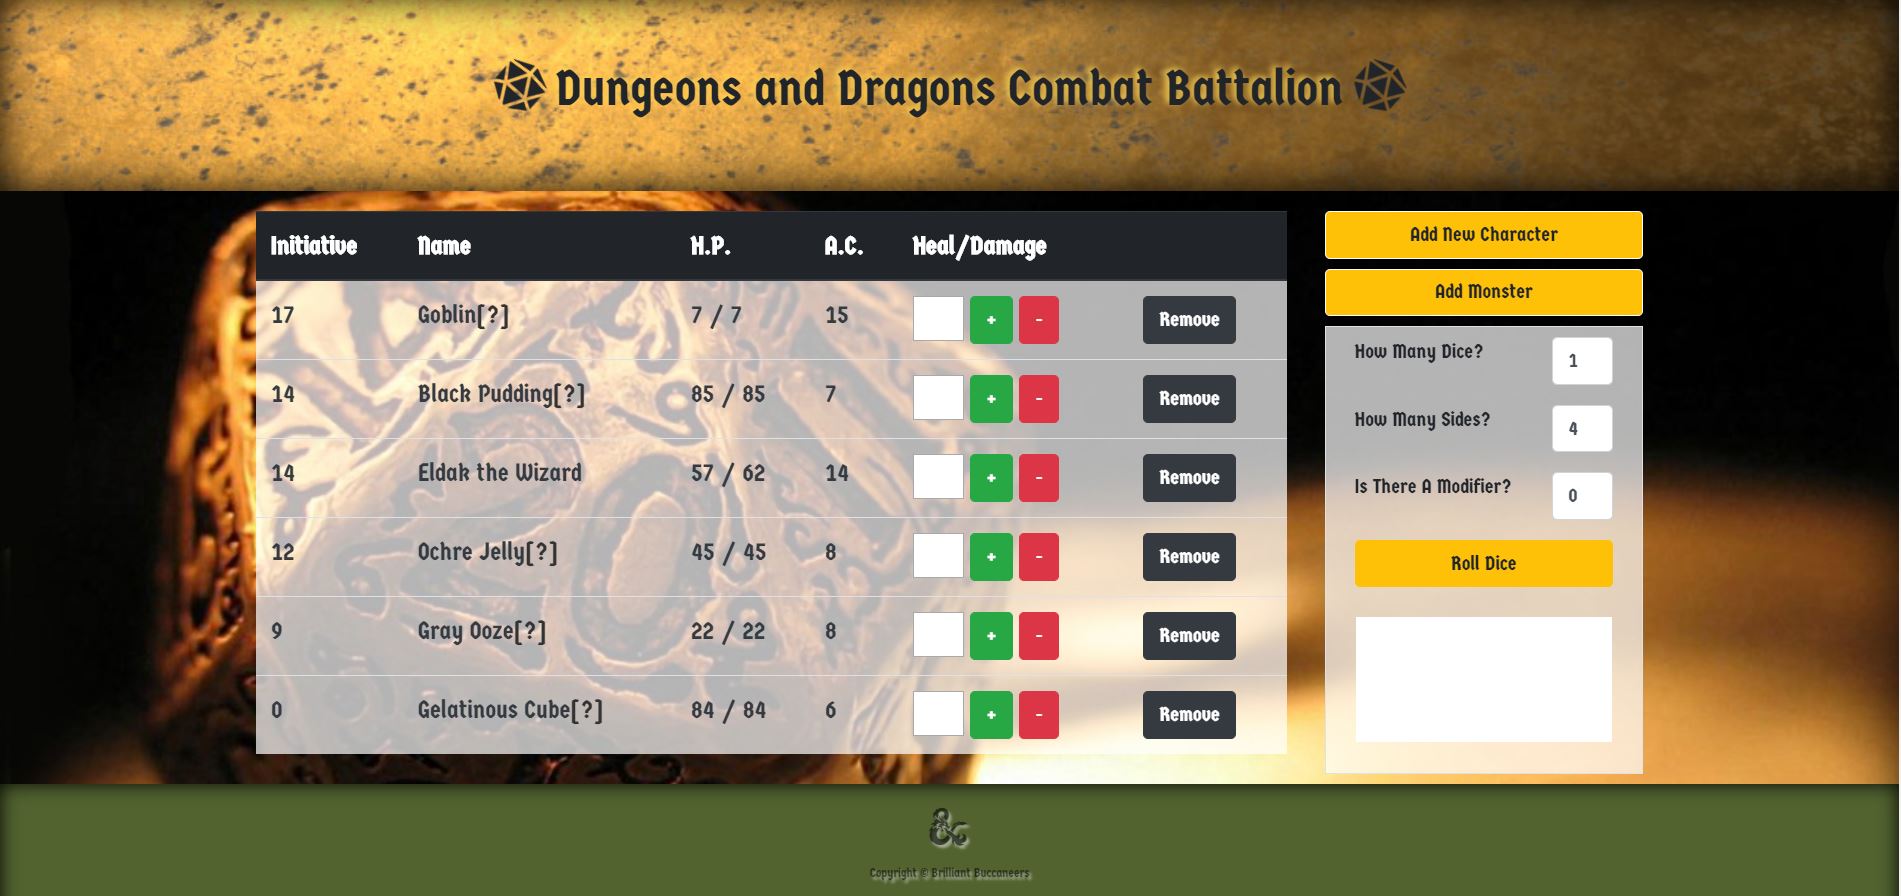 Dungeons and Dragons Combat Battalion
Initiative Name H.P. A.C. Heal/Damage
17 Goblin[?] 7 / 7 15 + - Remove
14 Black Pudding[?] 85 / 85 7 + - Remove
14 Eldak the Wizard 57 / 62 14 + - Remove
12 Ochre Jelly[?] 45 / 45 8 + - Remove
9 Gray Ooze[?] 22 / 22 8 + - Remove
0 Gelatinous Cube[?] 84 / 84 6 + - Remove
Add New Character
Add Monster
How Many Dice? 1
How Many Sides? 4
Is There A Modifier? 0
Roll Dice
&
Copyright © Brilliant Buccaneers